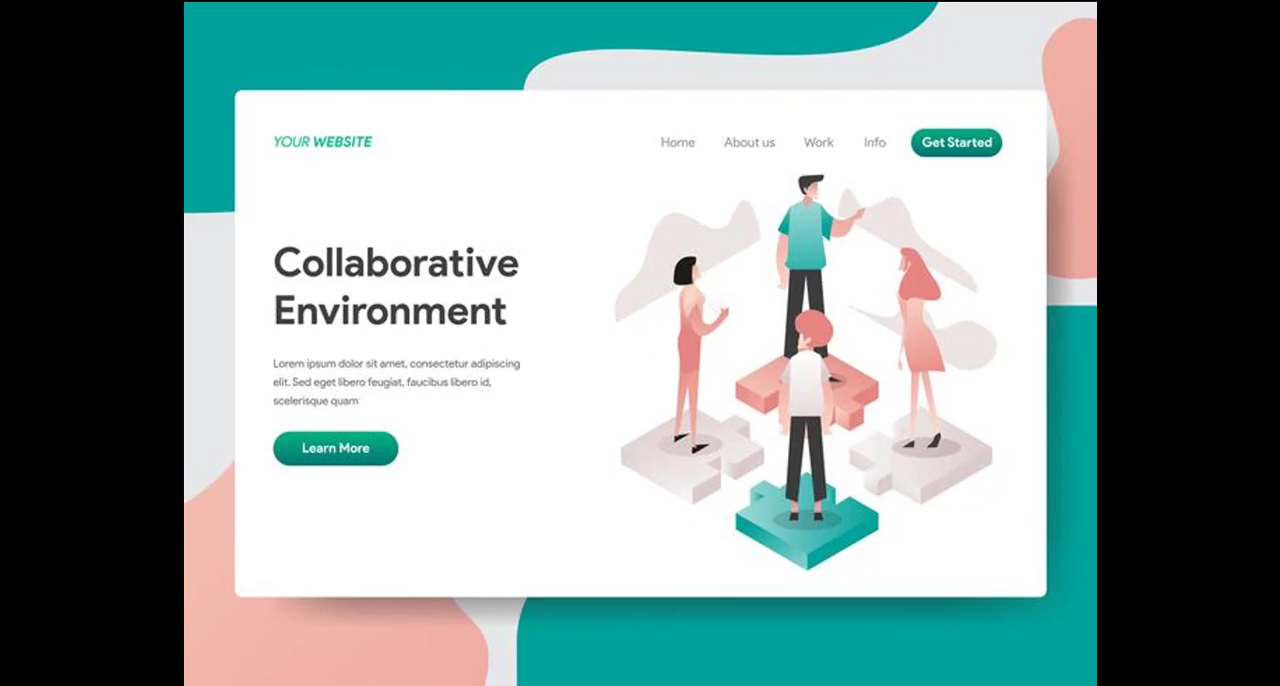 YOUR WEBSITE
Home
About us
Work
Info
Get Started
Collaborative
Environment
Lorem ipsum dolor sit amet, consectetur adipiscing
elit. Sed eget libero feugiat, faucibus libero id,
scelerisque quam
Learn More